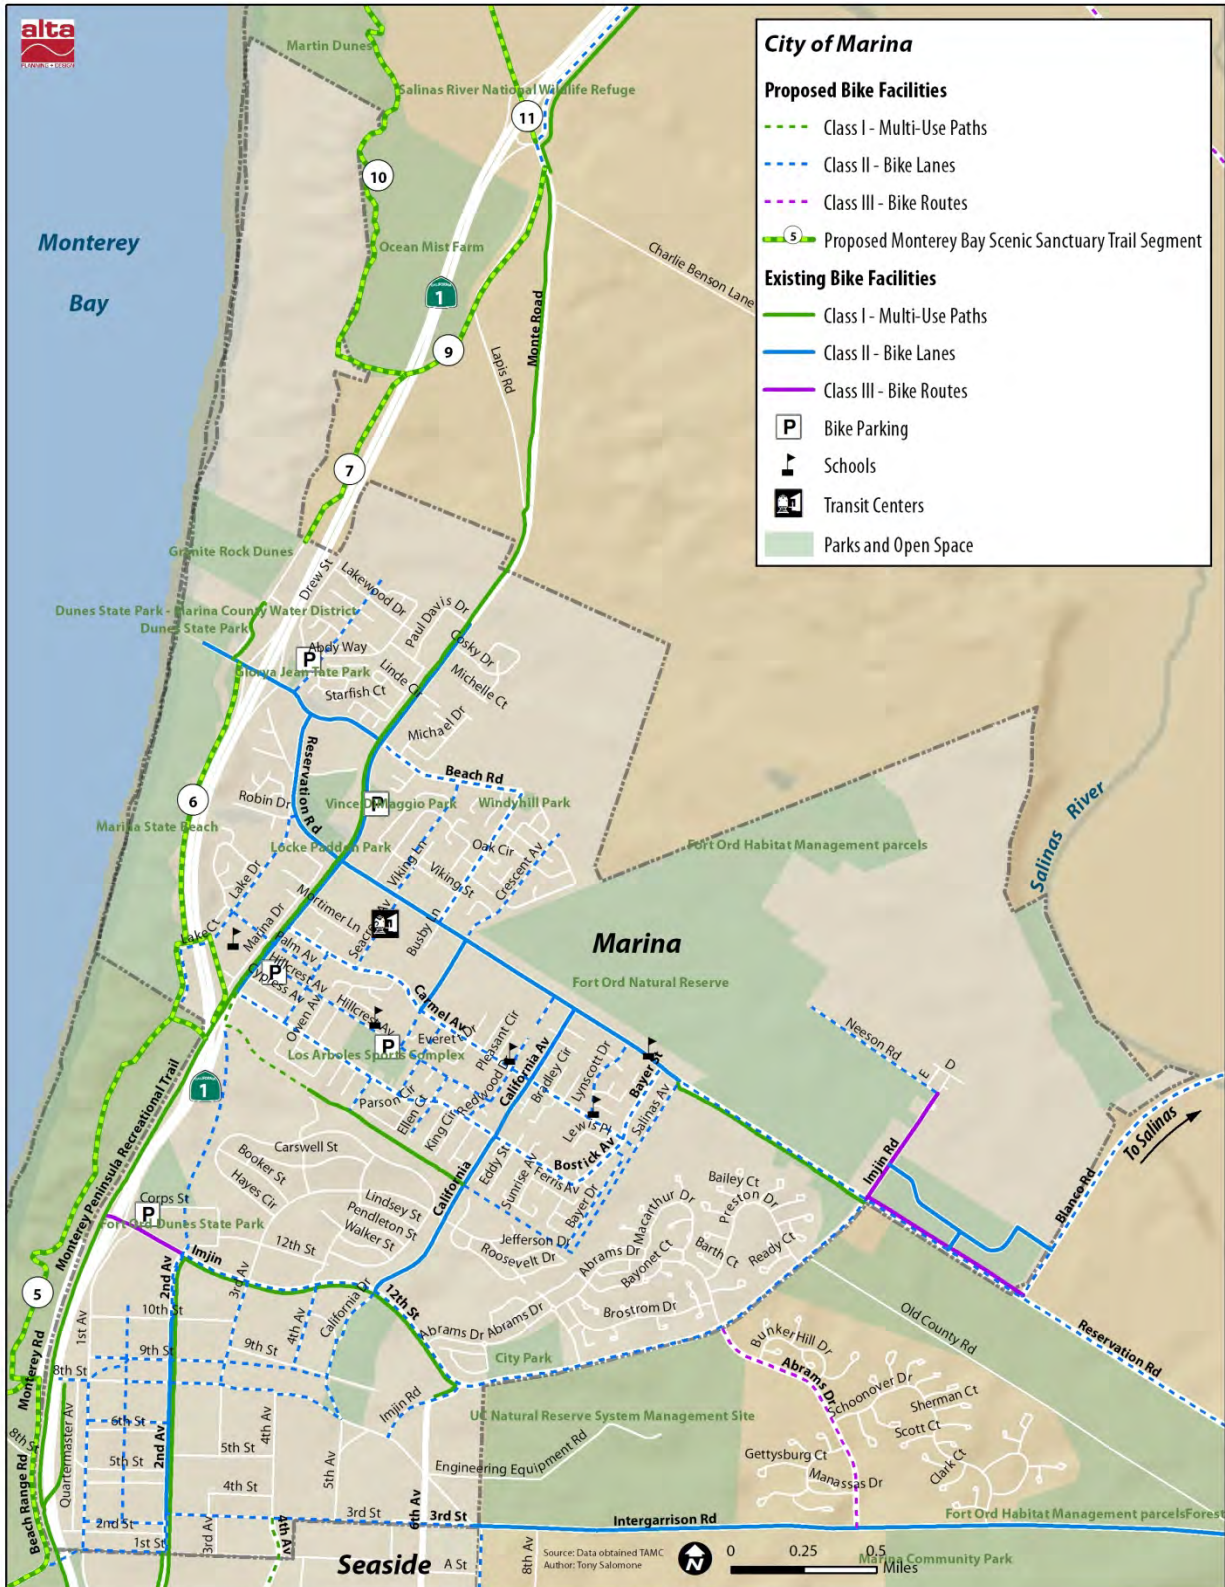 alta
PLANNING + DESIGN
City of Marina
Proposed Bike Facilities
Class I - Multi-Use Paths
Class II - Bike Lanes
Class III - Bike Routes
5
Proposed Monterey Bay Scenic Sanctuary Trail Segment
Existing Bike Facilities
Class I - Multi-Use Paths
Class II - Bike Lanes
Class III - Bike Routes
P
Bike Parking
Schools
Transit Centers
Parks and Open Space
Martin Dunes
Salinas River National Wildlife Refuge
11
10
Monterey
Bay
Ocean Mist Farm
Charlie Benson Lane
CALIFORNIA
1
9
Lapis Rd
Monte Road
7
Granite Rock Dunes
Drew St
Lakewood Dr
Dunes State Park - Marina County Water District
Dunes State Park
Paul Davis Dr
Abdy Way
P
Cosky Dr
Glorya Jean Tate Park
Linde Cir
Michelle Ct
Starfish Ct
Michael Dr
Reservation Rd
Beach Rd
6
Robin Dr
P
Vince DiMaggio Park
Windyhill Park
Marina State Beach
Locke Paddon Park
Oak Cir
Fort Ord Habitat Management parcels
Salinas River
Lake Dr
Viking Ln
Viking St
Crescent Av
Mortimer Ln
Marina Dr
Lake Ct
Seacrest Av
Busby Ln
Marina
Palm Av
Hillcrest Av
P
Cypress Av
Fort Ord Natural Reserve
Carmel Av
Owen Av
Hillcrest Av
Everett Dr
Pleasant Cir
Neeson Rd
P
Los Arboles Sports Complex
Redwood Dr
California Av
Bradley Cir
Lynscott Dr
Bayer St
D
E
CALIFORNIA
1
Parson Cir
Ellen Ct
King Cir
Lewis Pl
Salinas Av
Monterey Peninsula Recreational Trail
Carswell St
Booker St
Hayes Cir
Eddy St
Sunrise Av
Bostick Av
Ferris Av
Bayer Dr
Imjin Rd
To Salinas
Blanco Rd
California
Bailey Ct
Macarthur Dr
Preston Dr
Corps St
P
Fort Ord Dunes State Park
Lindsey St
Pendleton St
Walker St
12th St
Jefferson Dr
Roosevelt Dr
Abrams Dr
Bayonet Ct
Barth Ct
Ready Ct
Imjin
2nd Av
3rd Av
5
10th St
1st Av
4th Av
California Dr
12th St
Abrams Dr
Abrams Dr
Brostrom Dr
Old County Rd
Reservation Rd
9th St
9th St
8th St
City Park
Bunker Hill Dr
Abrams Dr
Schoonover Dr
Sherman Ct
Scott Ct
Monterey Rd
Imjin Rd
UC Natural Reserve System Management Site
8th St
Quartermaster Av
6th St
5th St
2nd Av
4th Av
5th St
5th Av
Engineering Equipment Rd
Gettysburg Ct
Manassas Dr
Clark Ct
4th St
Beach Range Rd
2nd St
1st St
3rd Av
4th Av
3rd St
6th Av
3rd St
Intergarrison Rd
Fort Ord Habitat Management parcels
Forest
Seaside
A St
8th Av
Source: Data obtained TAMC
Author: Tony Salomone
N
0
0.25
0.5
Miles
Marina Community Park